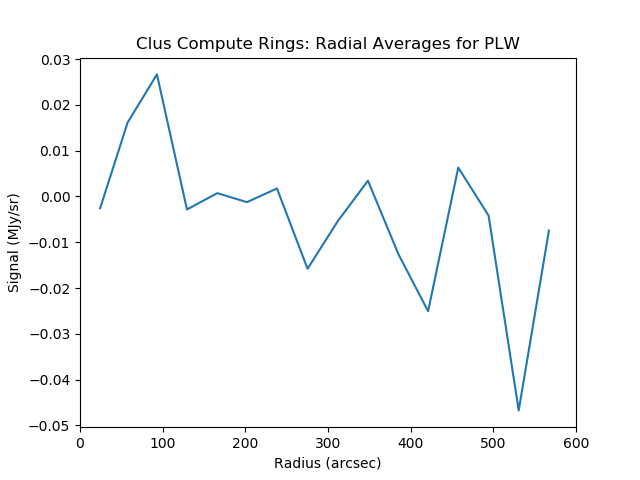 Clus Compute Rings: Radial Averages for PLW
Signal (MJy/sr)
0.03
0.02
0.01
0.00
−0.01
−0.02
−0.03
−0.04
−0.05
0 100 200 300 400 500 600
Radius (arcsec)